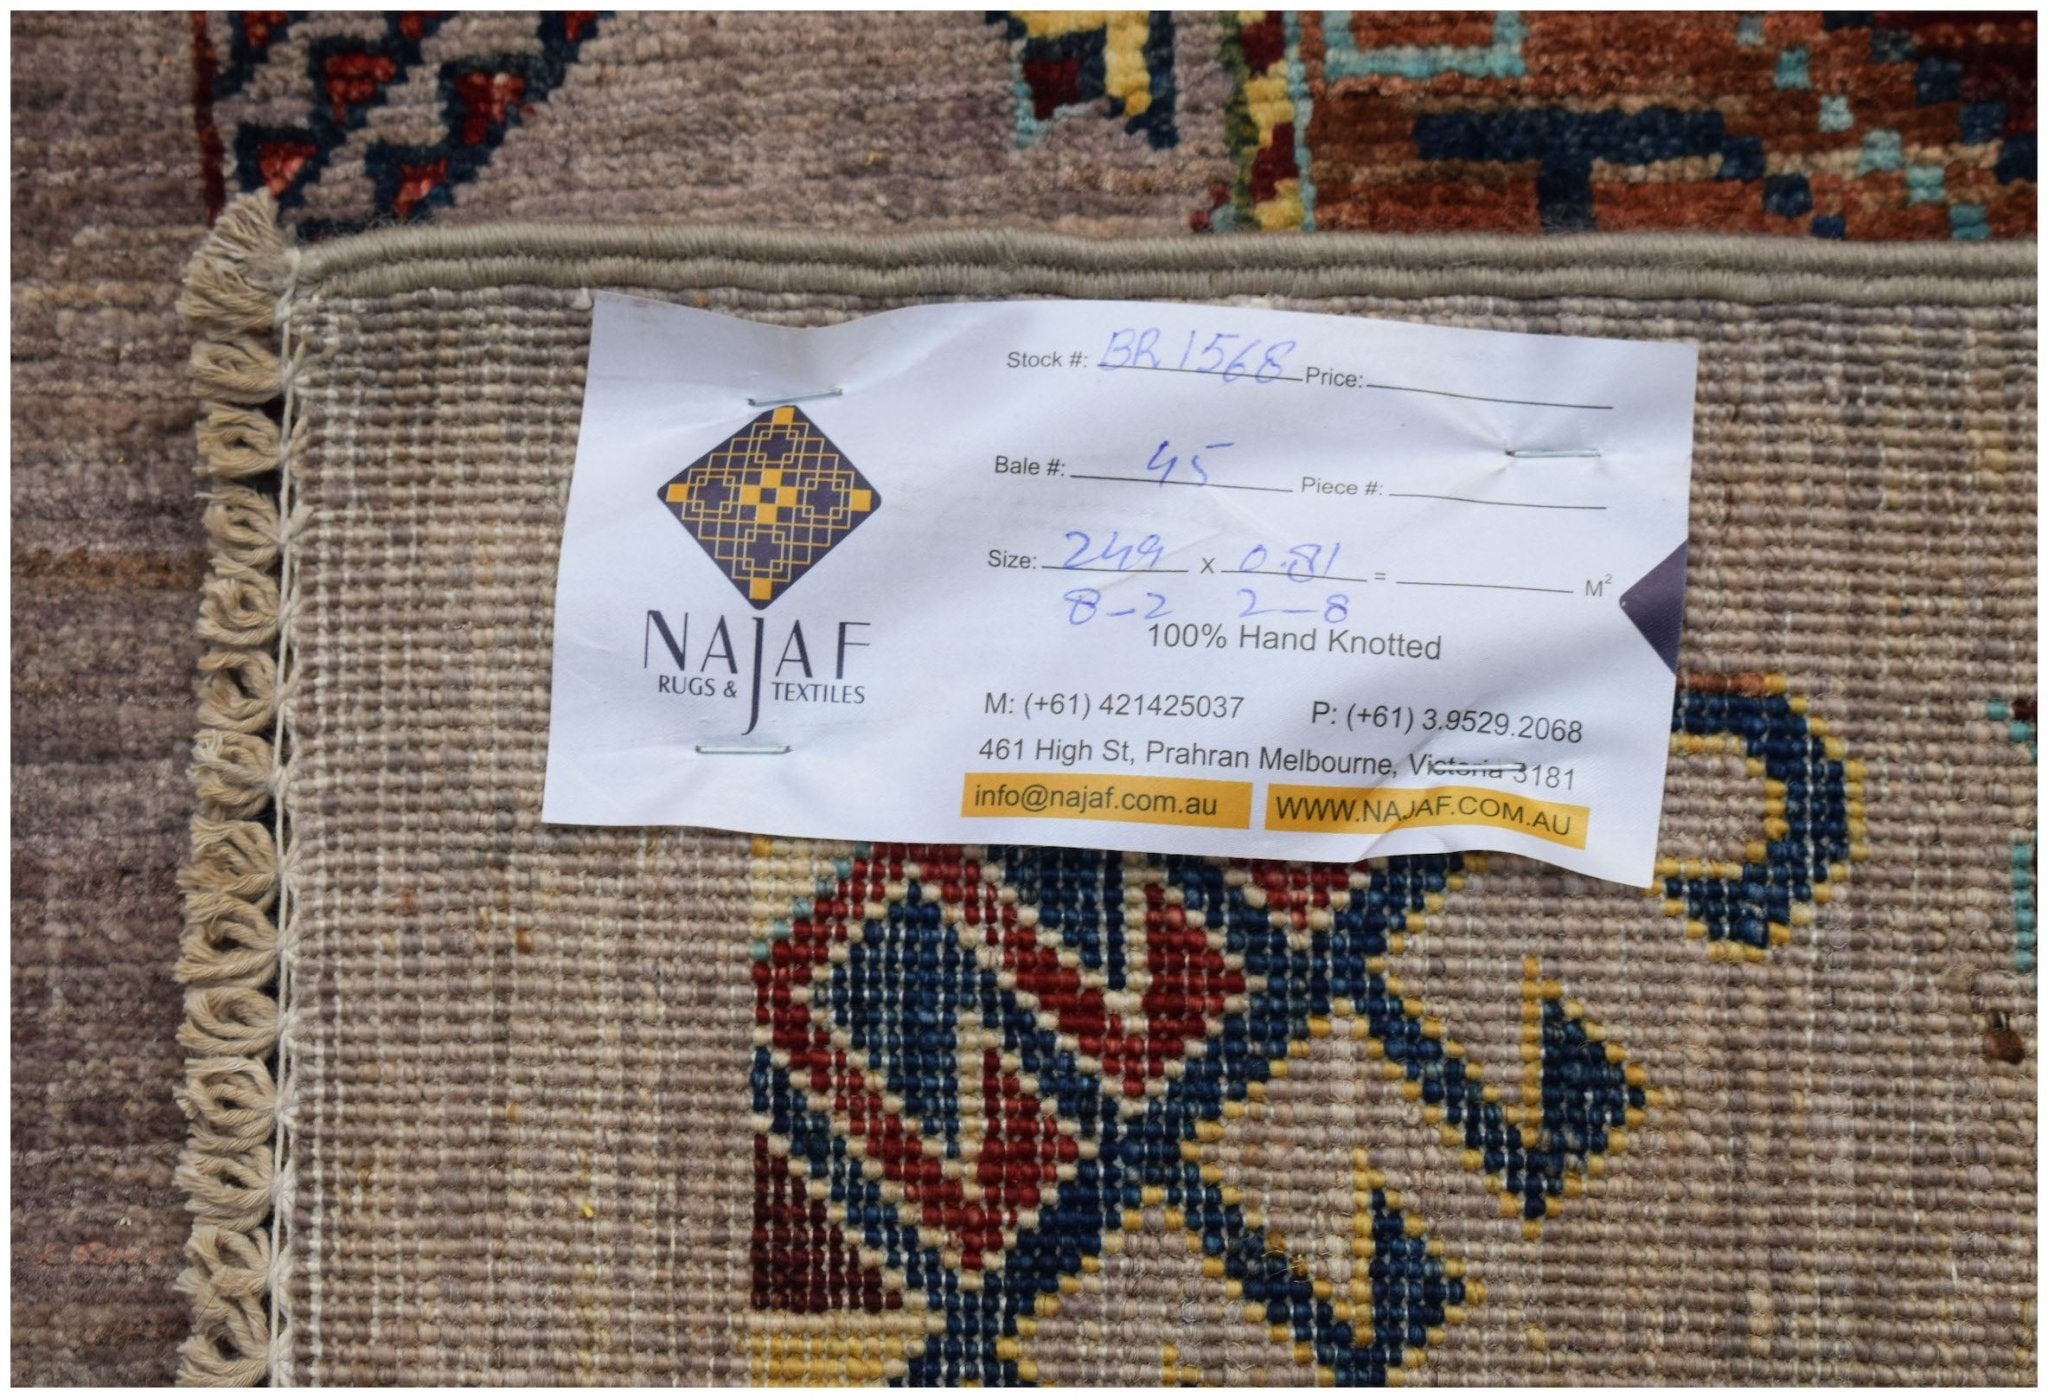 Stock #: BR1568 Price:
Bale #: 45 Piece #:
Size: 249 x 0.81 = M²
8-2 2-8
100% Hand Knotted
NAJAF
RUGS & TEXTILES
M: (+61) 421425037 P: (+61) 3.9529.2068
461 High St, Prahran Melbourne, Victoria 3181
info@najaf.com.au WWW.NAJAF.COM.AU